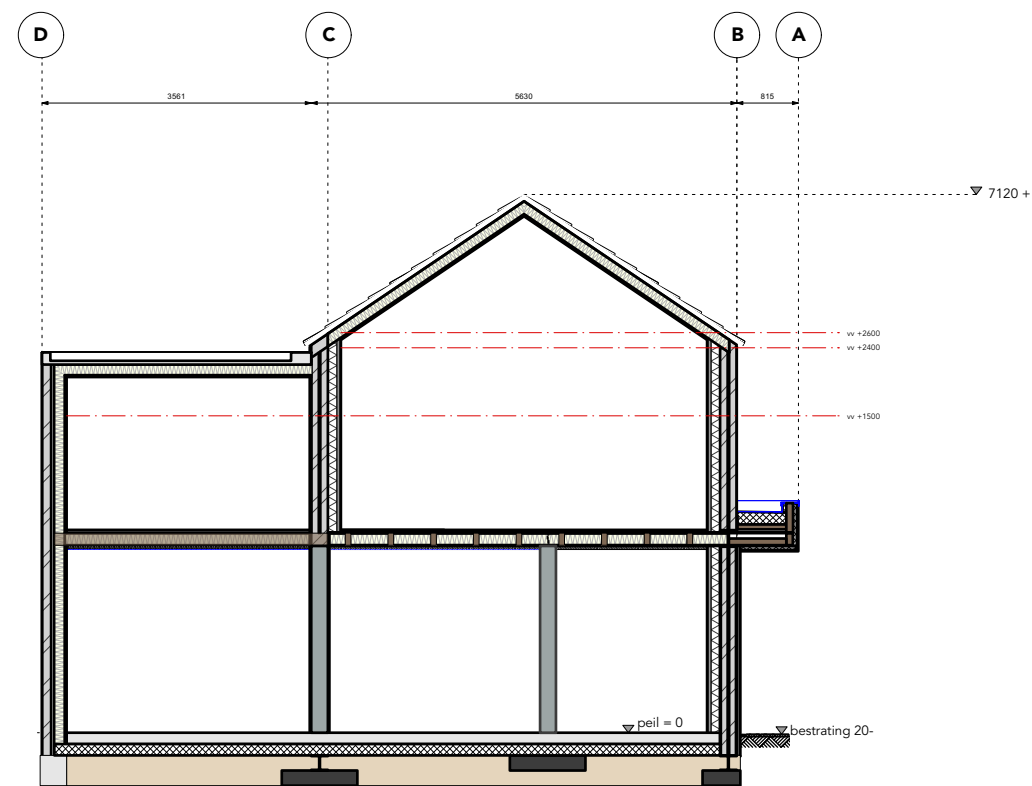 D C B A
3561 5630 815
7120 +
vv +2600
vv +2400
vv +1500
peil = 0
bestrating 20-